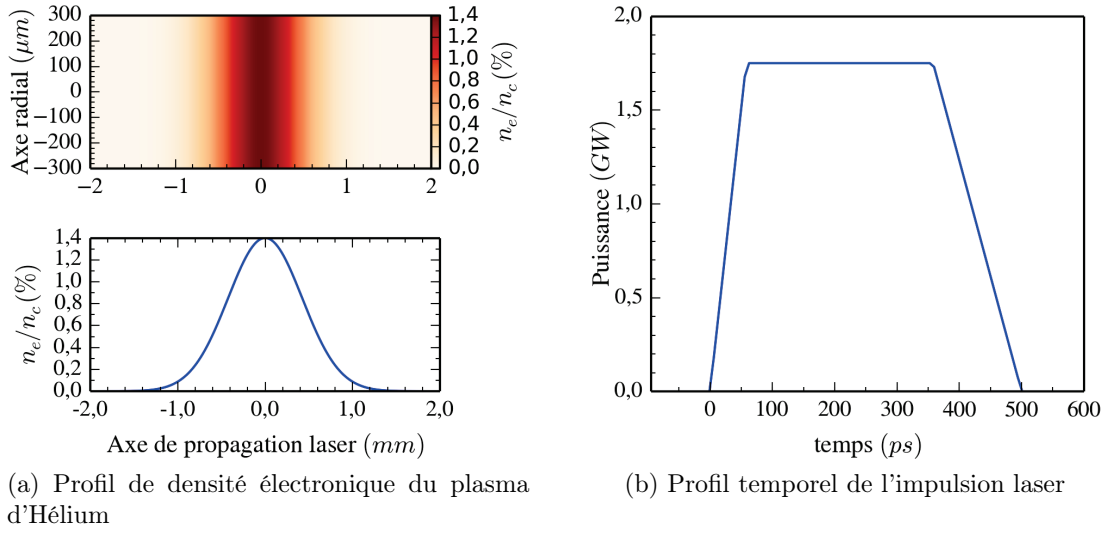 300
200
100
0
−100
−200
−300
Axe radial (μm)
−2 −1 0 1 2
1,4
1,2
1,0
0,8
0,6
0,4
0,2
0,0
n_e/n_c(%)
1,4
1,2
1,0
0,8
0,6
0,4
0,2
0,0
n_e/n_c(%)
-2,0 -1,0 0,0 1,0 2,0
Axe de propagation laser (mm)
(a) Profil de densité électronique du plasma
d'Hélium
2,0
1,5
1,0
0,5
0,0
Puissance (GW)
0 100 200 300 400 500 600
temps (ps)
(b) Profil temporel de l'impulsion laser